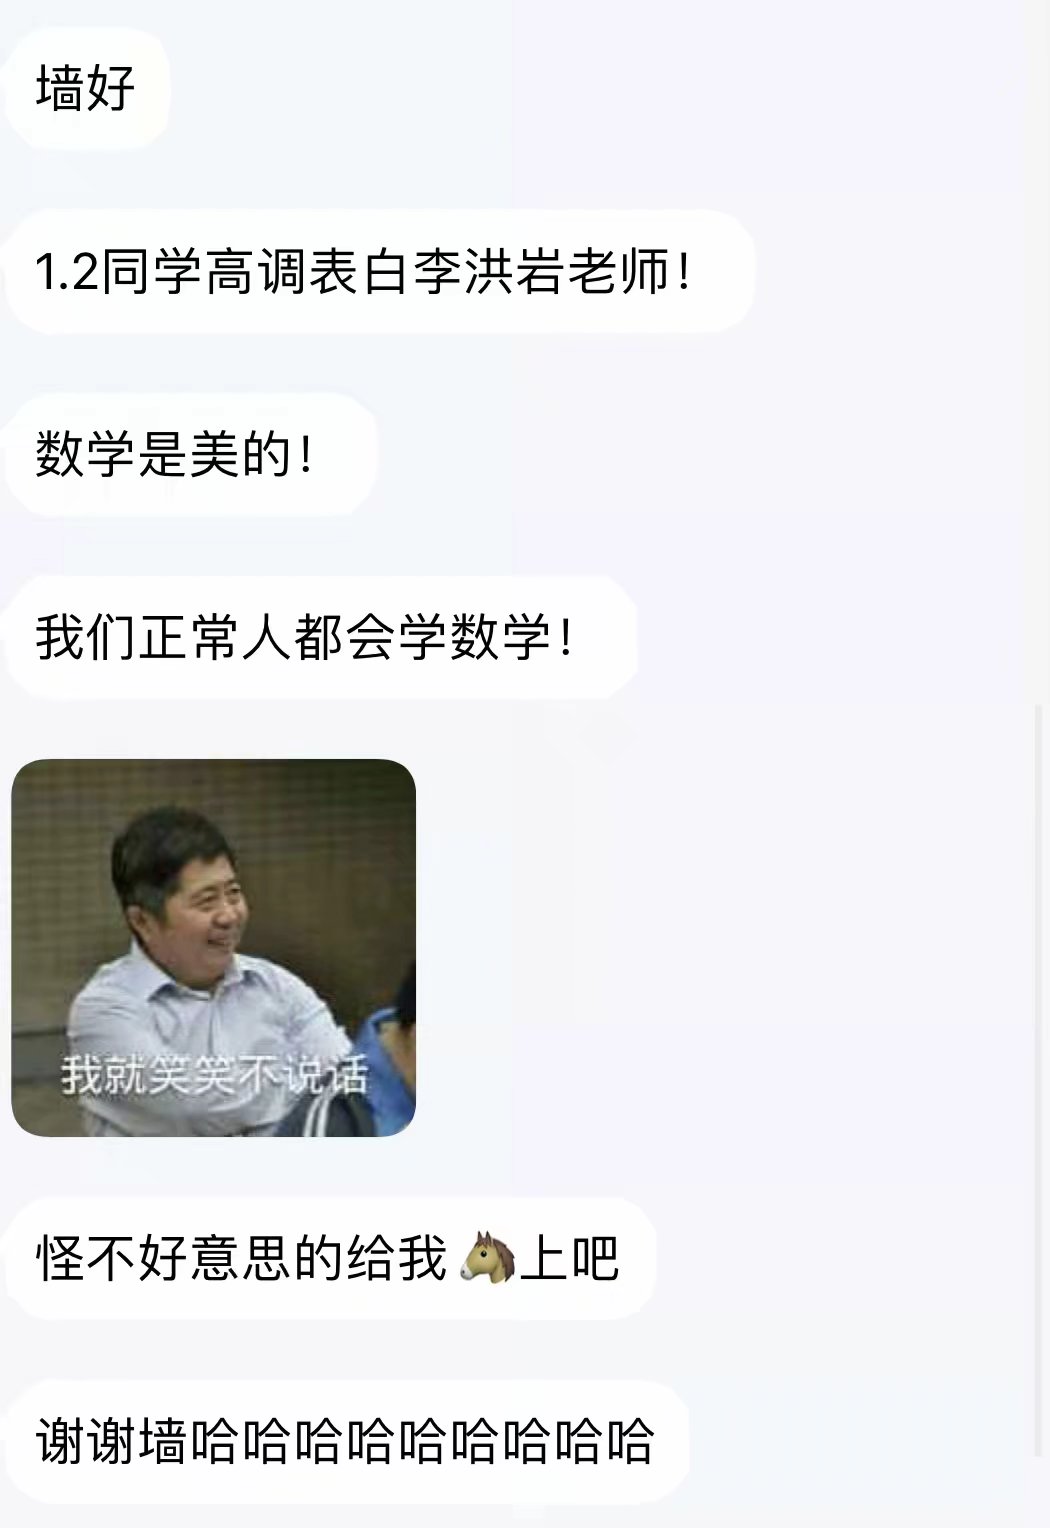 墙好
1.2同学高调表白李洪岩老师！
数学是美的！
我们正常人都会学数学！
我就笑笑不说话
怪不好意思的给我🐴上吧
谢谢墙哈哈哈哈哈哈哈哈哈